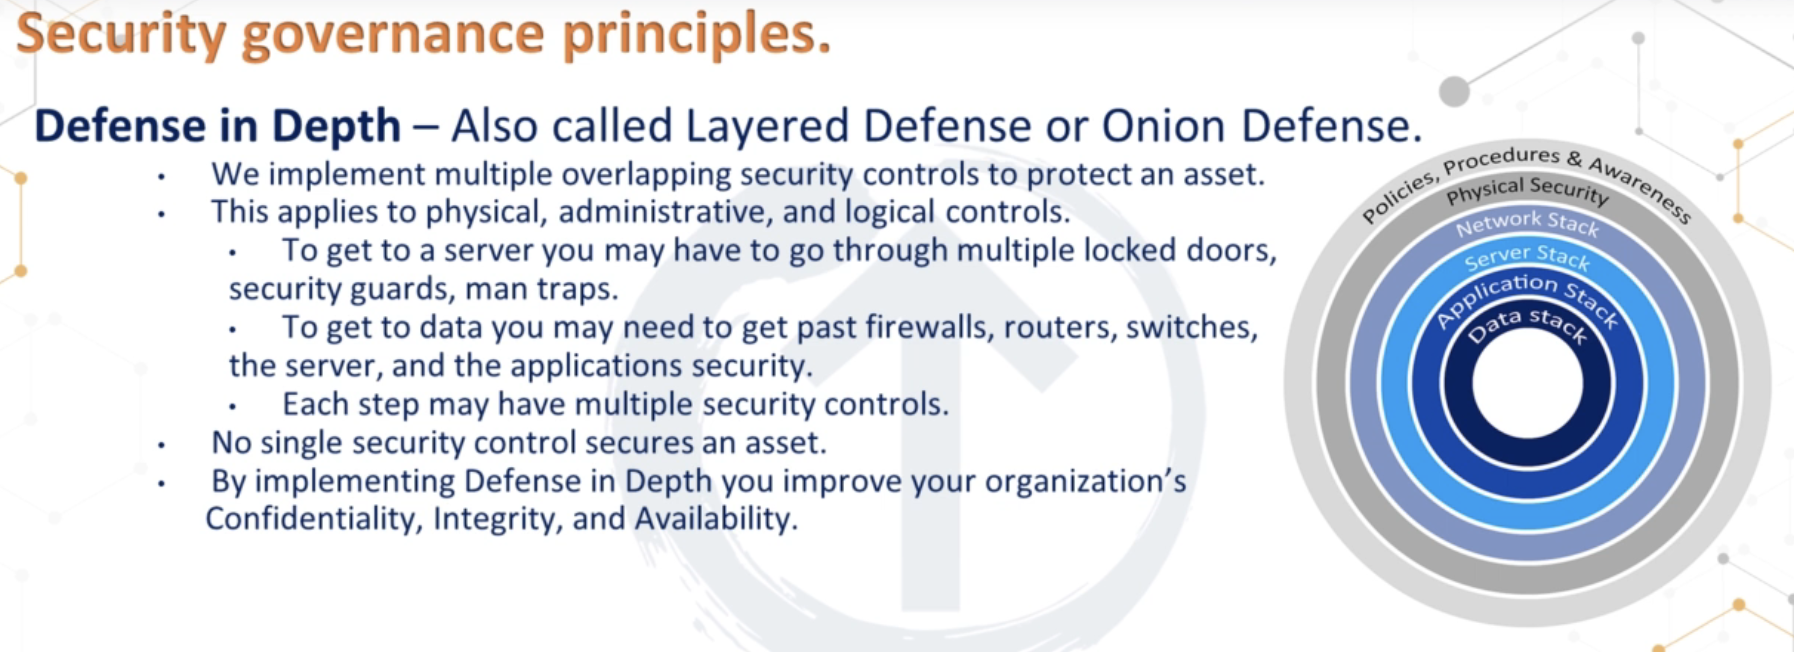 Security governance principles.
Defense in Depth – Also called Layered Defense or Onion Defense.
• We implement multiple overlapping security controls to protect an asset.
• This applies to physical, administrative, and logical controls.
• To get to a server you may have to go through multiple locked doors,
security guards, man traps.
• To get to data you may need to get past firewalls, routers, switches,
the server, and the applications security.
• Each step may have multiple security controls.
• No single security control secures an asset.
• By implementing Defense in Depth you improve your organization’s
Confidentiality, Integrity, and Availability.
Policies, Procedures & Awareness
Physical Security
Network Stack
Server Stack
Application Stack
Data stack